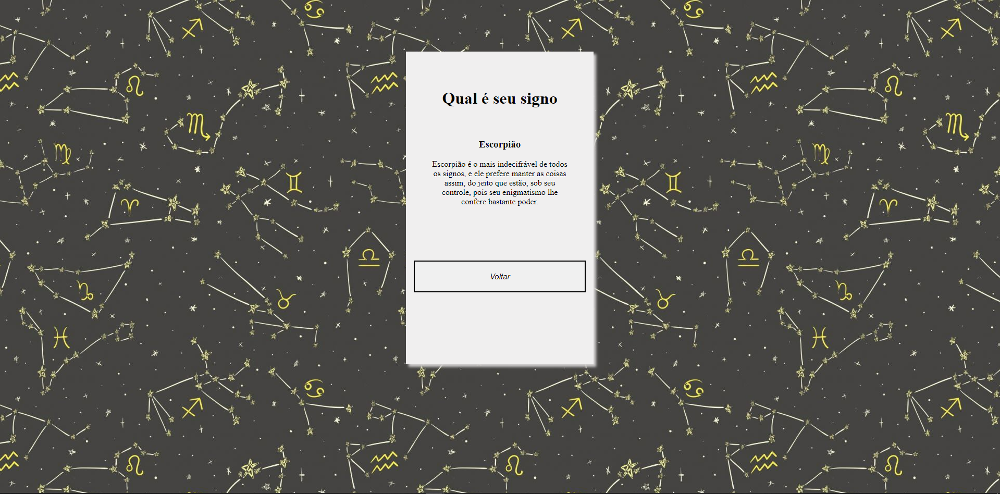 Qual é seu signo
Escorpião
Escorpião é o mais indecifrável de todos
os signos, e ele prefere manter as coisas
assim, do jeito que estão, sob seu
controle, pois seu enigmatismo lhe
confere bastante poder.
Voltar